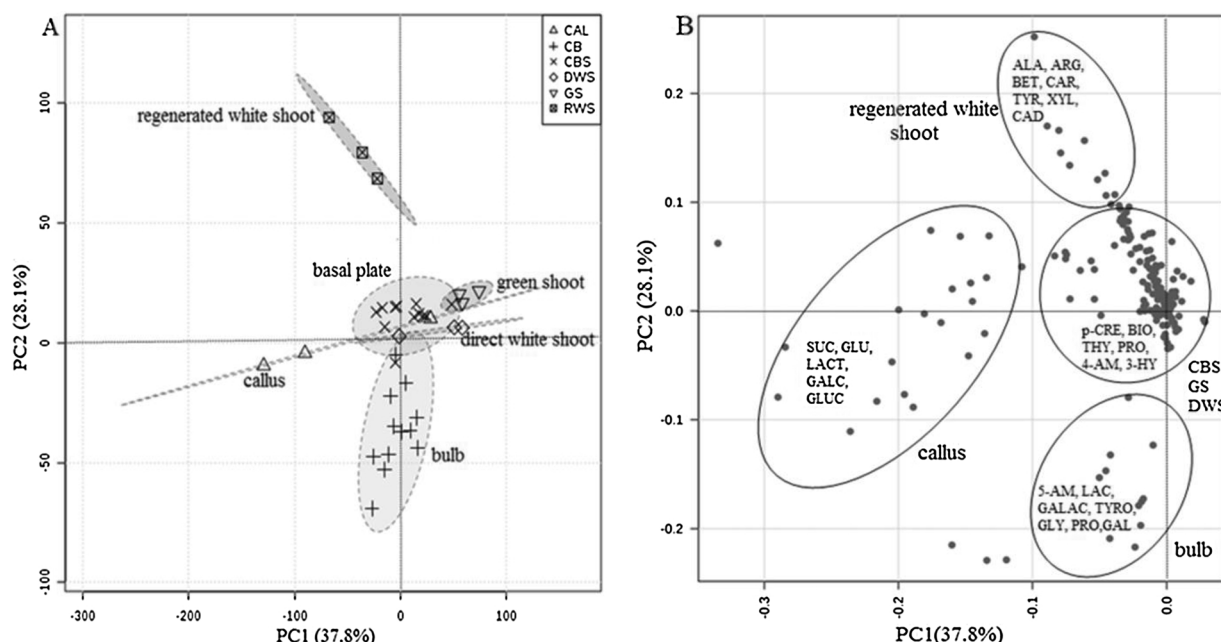 A
CAL
CB
CBS
DWS
GS
RWS
100
50
0
-50
-100
PC2 (28.1%)
regenerated white shoot
basal plate
green shoot
direct white shoot
callus
bulb
-300
-200
-100
0
100
PC1 (37.8%)
B
0.2
0.1
0.0
-0.1
-0.2
PC2 (28.1%)
ALA, ARG,
BET, CAR,
TYR, XYL,
CAD
regenerated white
shoot
SUC, GLU,
LACT,
GALC,
GLUC
callus
p-CRE, BIO,
THY, PRO,
4-AM, 3-HY
CBS
GS
DWS
5-AM, LAC,
GALAC, TYRO,
GLY, PRO,GAL
bulb
-0.3
-0.2
-0.1
0.0
PC1(37.8%)